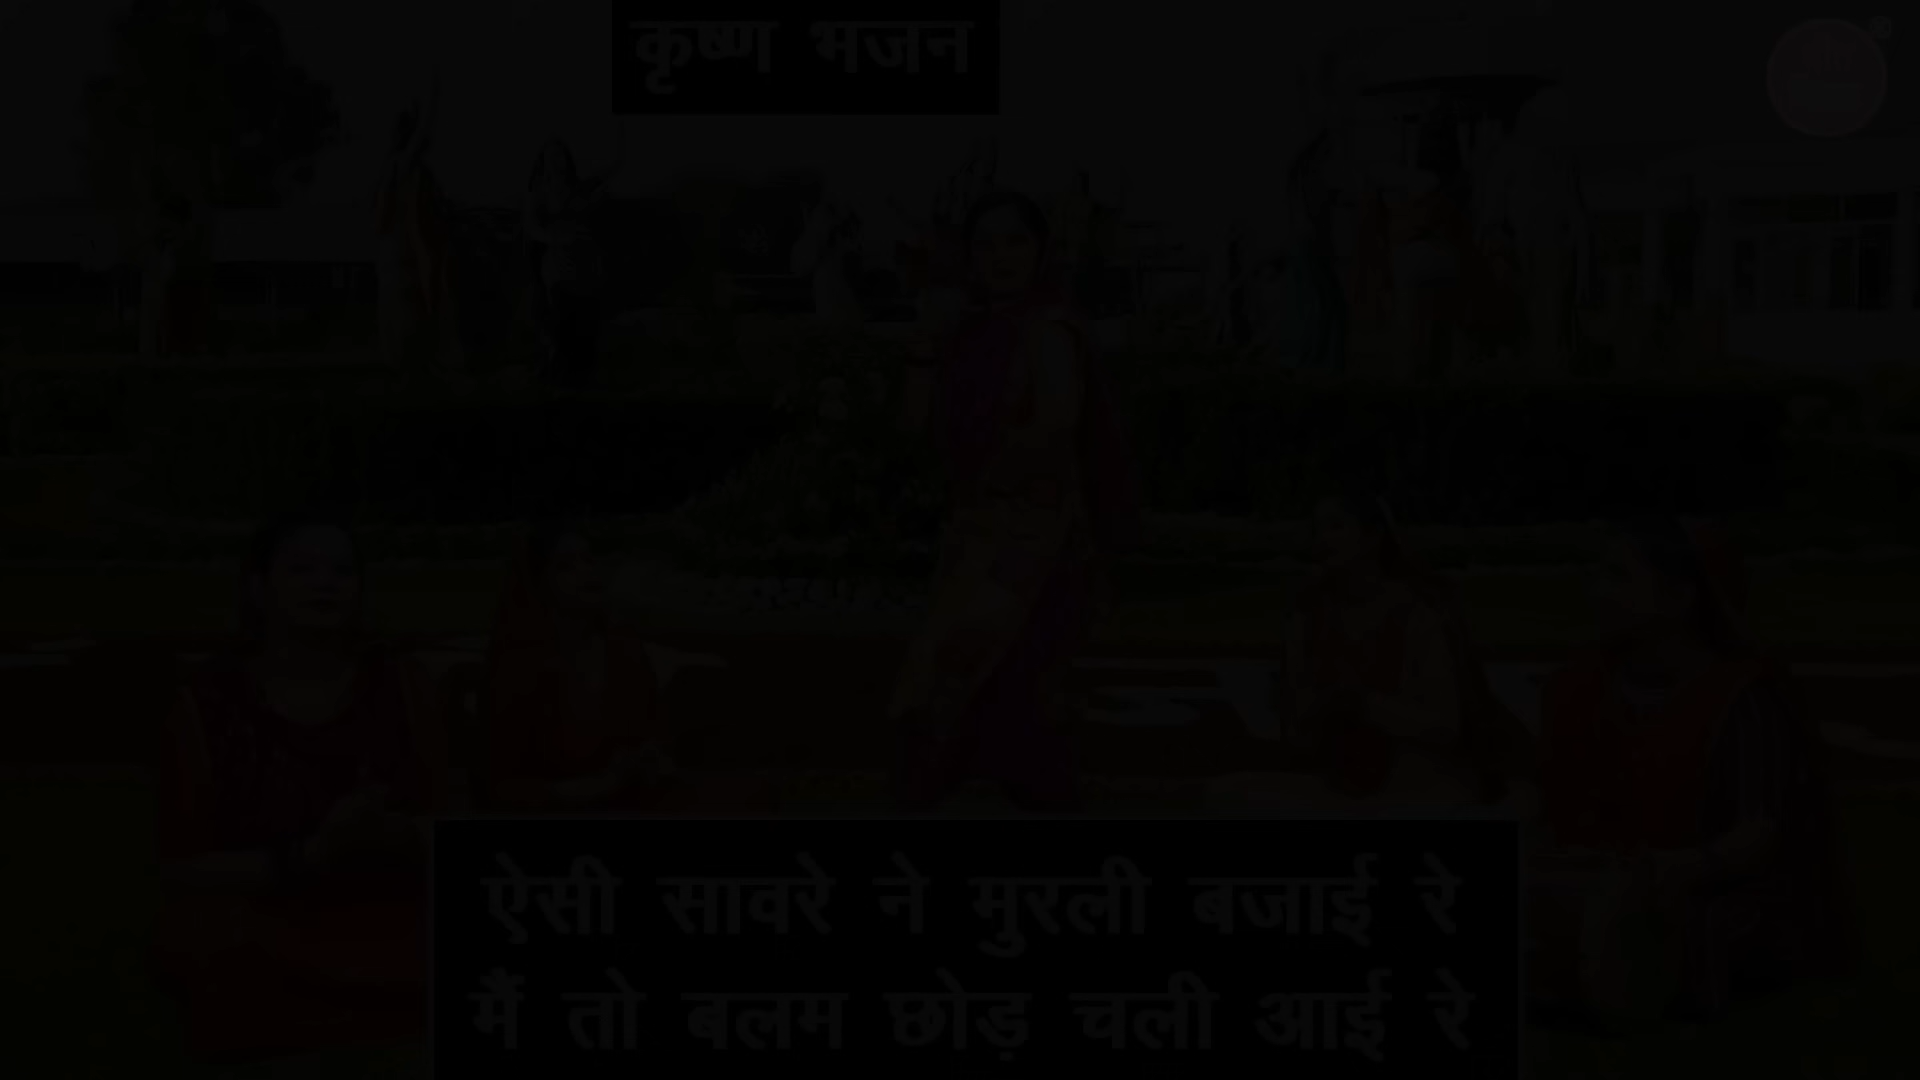 कृष्ण भजन
ऐसी सावरे ने मुरली बजाई रे
मैं तो बलम छोड़ चली आई रे